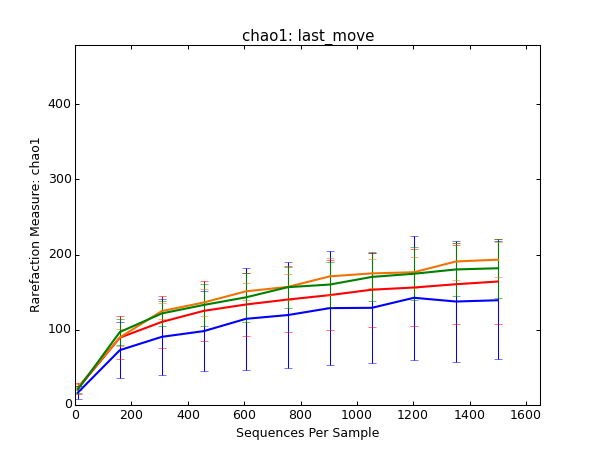 chao1: last_move
Rarefaction Measure: chao1
400
300
200
100
0
0 200 400 600 800 1000 1200 1400 1600
Sequences Per Sample